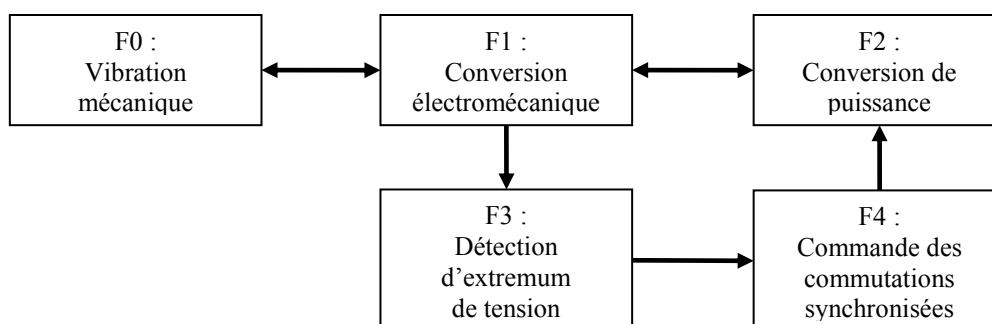 F0 :
Vibration
mécanique
F1 :
Conversion
électromécanique
F2 :
Conversion de
puissance
F3 :
Détection
d’extremum
de tension
F4 :
Commande des
commutations
synchronisées